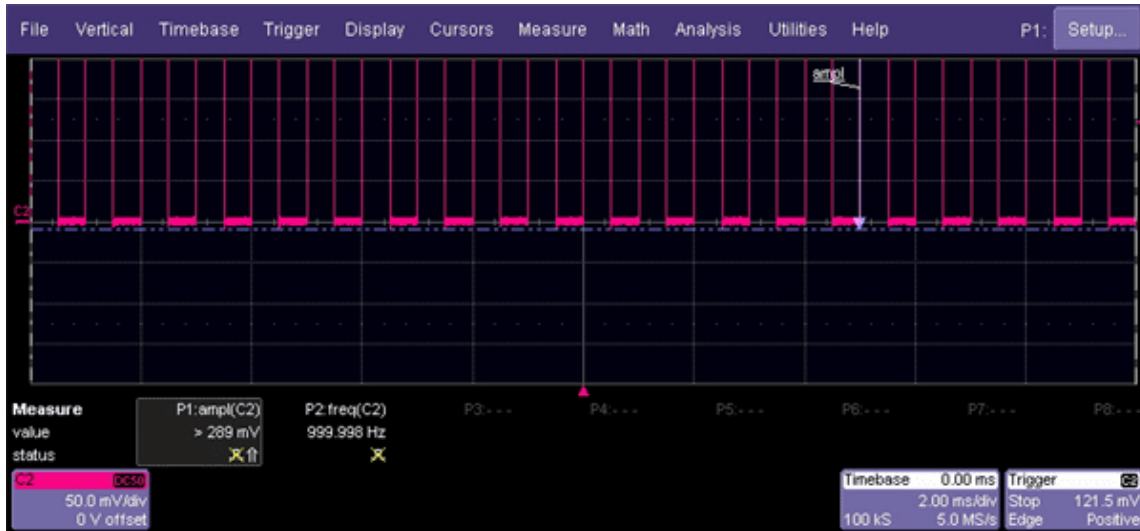 File Vertical Timebase Trigger Display Cursors Measure Math Analysis Utilities Help P1: Setup...
ampl
C2
Measure P1:ampl(C2) P2:freq(C2) P3:- - - P4:- - - P5:- - - P6:- - - P7:- - - P8:- - -
value > 289 mV 999.998 Hz
status
C2 DC50 Timebase 0.00 ms Trigger C2
50.0 mV/div 2.00 ms/div Stop 121.5 mV
0 V offset 100 kS 5.0 MS/s Edge Positive